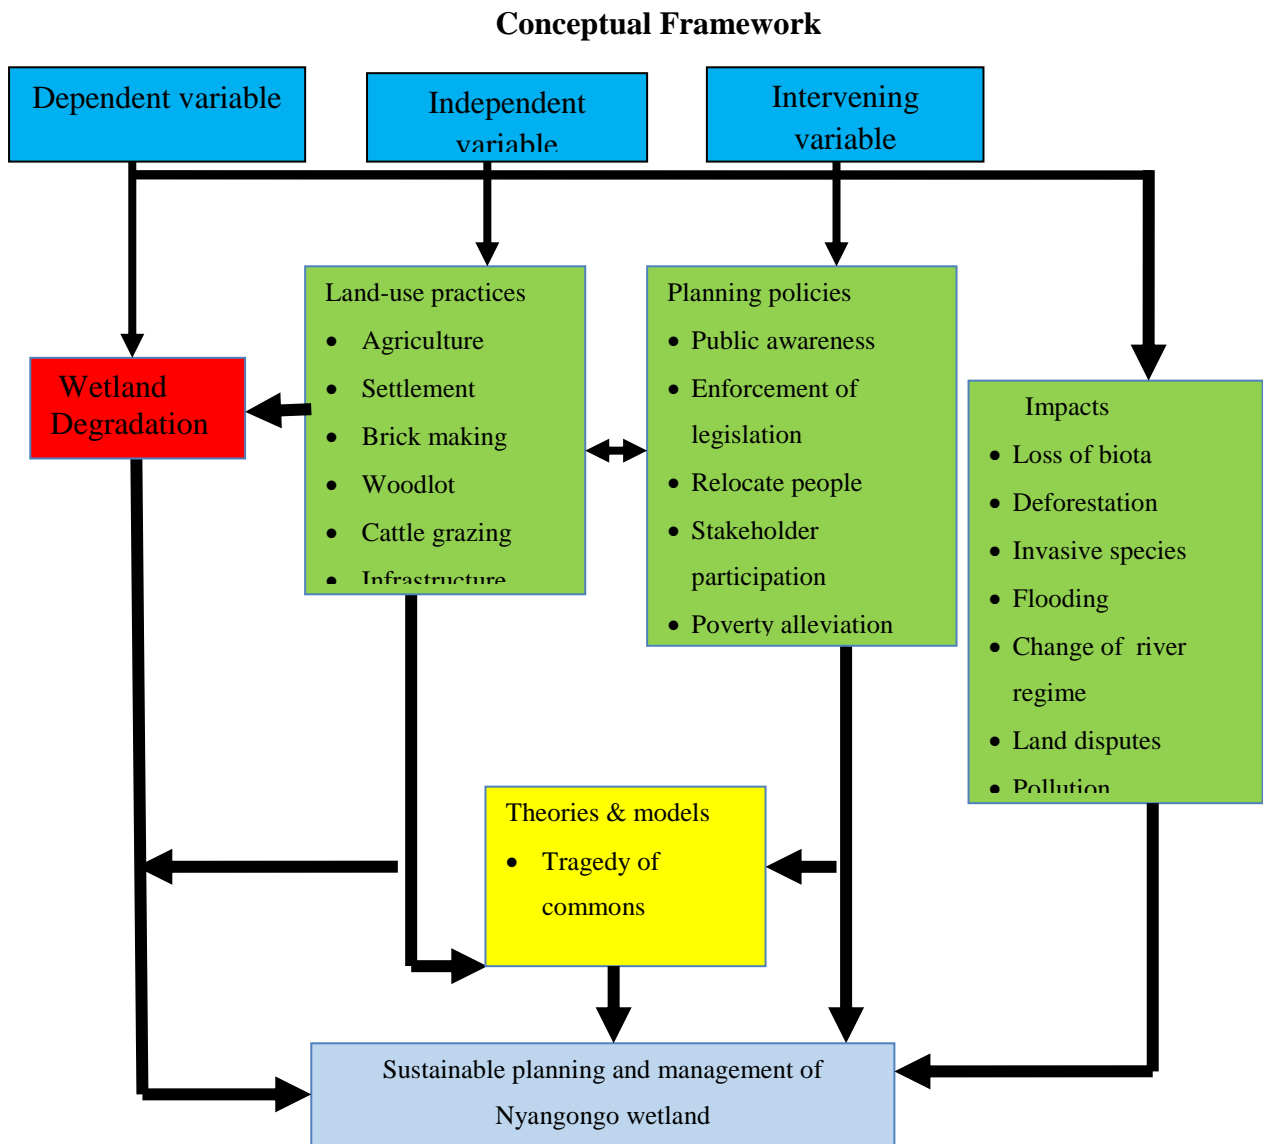 Conceptual Framework
Dependent variable
Independent
variable
Intervening
variable
Wetland
Degradation
Land-use practices
• Agriculture
• Settlement
• Brick making
• Woodlot
• Cattle grazing
• Infrastructure
Planning policies
• Public awareness
• Enforcement of
legislation
• Relocate people
• Stakeholder
participation
• Poverty alleviation
Impacts
• Loss of biota
• Deforestation
• Invasive species
• Flooding
• Change of river
regime
• Land disputes
• Pollution
Theories & models
• Tragedy of
commons
Sustainable planning and management of
Nyangongo wetland